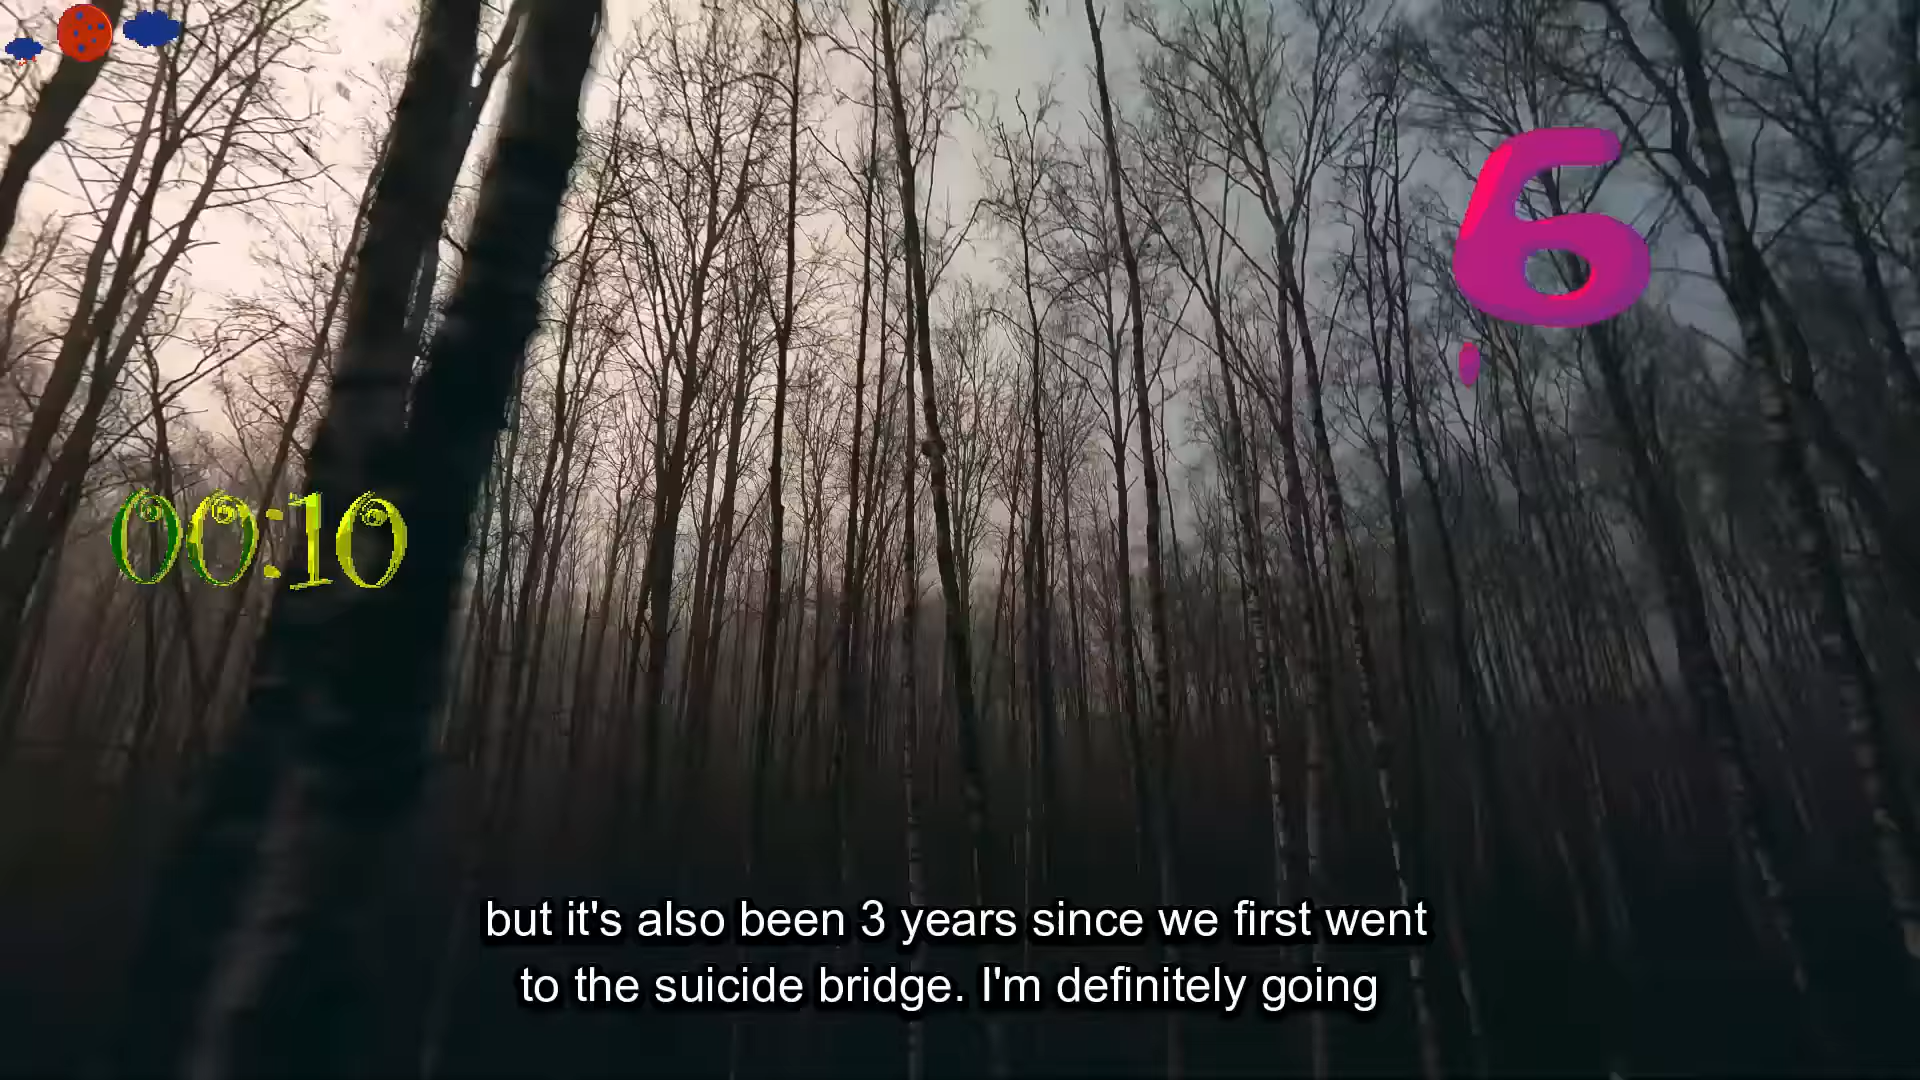 6
00:10
but it's also been 3 years since we first went
to the suicide bridge. I'm definitely going